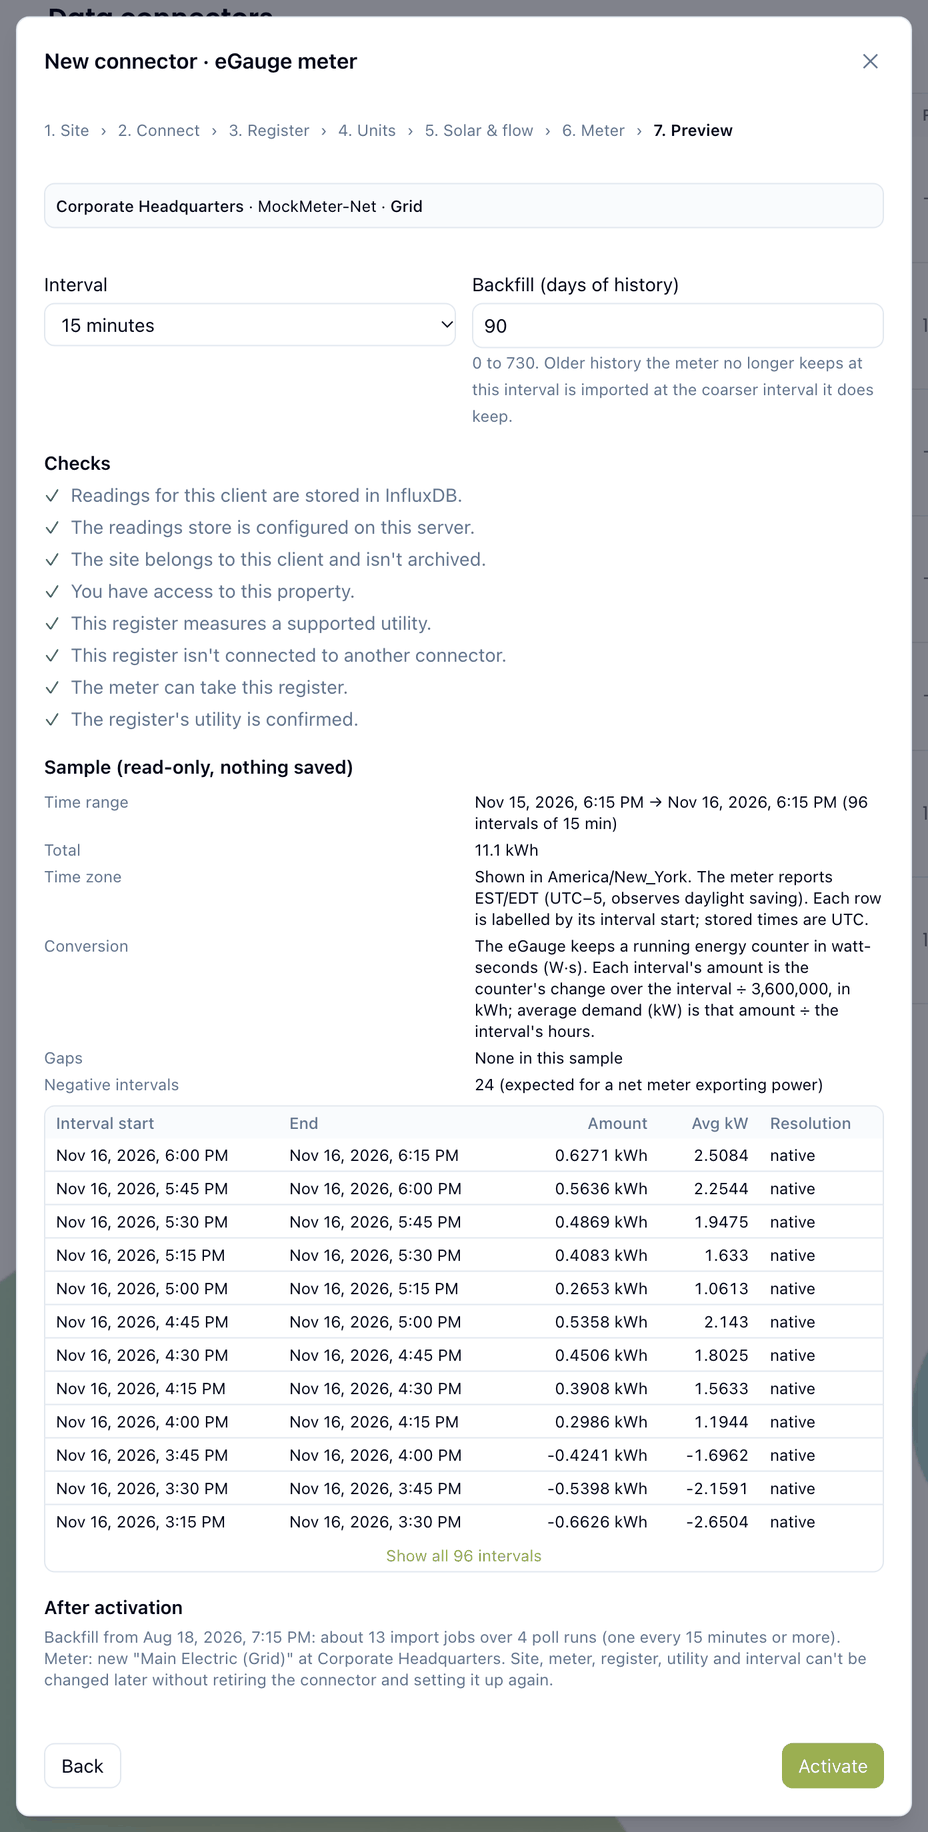 Data connectors
New connector · eGauge meter
1. Site › 2. Connect › 3. Register › 4. Units › 5. Solar & flow › 6. Meter › 7. Preview
Corporate Headquarters · MockMeter-Net · Grid
Interval
15 minutes
Backfill (days of history)
90
0 to 730. Older history the meter no longer keeps at
this interval is imported at the coarser interval it does
keep.
Checks
✓ Readings for this client are stored in InfluxDB.
✓ The readings store is configured on this server.
✓ The site belongs to this client and isn't archived.
✓ You have access to this property.
✓ This register measures a supported utility.
✓ This register isn't connected to another connector.
✓ The meter can take this register.
✓ The register's utility is confirmed.
Sample (read-only, nothing saved)
Time range Nov 15, 2026, 6:15 PM → Nov 16, 2026, 6:15 PM (96
intervals of 15 min)
Total 11.1 kWh
Time zone Shown in America/New_York. The meter reports
EST/EDT (UTC−5, observes daylight saving). Each row
is labelled by its interval start; stored times are UTC.
Conversion The eGauge keeps a running energy counter in watt-
seconds (W·s). Each interval's amount is the
counter's change over the interval ÷ 3,600,000, in
kWh; average demand (kW) is that amount ÷ the
interval's hours.
Gaps None in this sample
Negative intervals 24 (expected for a net meter exporting power)
Interval start End Amount Avg kW Resolution
Nov 16, 2026, 6:00 PM Nov 16, 2026, 6:15 PM 0.6271 kWh 2.5084 native
Nov 16, 2026, 5:45 PM Nov 16, 2026, 6:00 PM 0.5636 kWh 2.2544 native
Nov 16, 2026, 5:30 PM Nov 16, 2026, 5:45 PM 0.4869 kWh 1.9475 native
Nov 16, 2026, 5:15 PM Nov 16, 2026, 5:30 PM 0.4083 kWh 1.633 native
Nov 16, 2026, 5:00 PM Nov 16, 2026, 5:15 PM 0.2653 kWh 1.0613 native
Nov 16, 2026, 4:45 PM Nov 16, 2026, 5:00 PM 0.5358 kWh 2.143 native
Nov 16, 2026, 4:30 PM Nov 16, 2026, 4:45 PM 0.4506 kWh 1.8025 native
Nov 16, 2026, 4:15 PM Nov 16, 2026, 4:30 PM 0.3908 kWh 1.5633 native
Nov 16, 2026, 4:00 PM Nov 16, 2026, 4:15 PM 0.2986 kWh 1.1944 native
Nov 16, 2026, 3:45 PM Nov 16, 2026, 4:00 PM -0.4241 kWh -1.6962 native
Nov 16, 2026, 3:30 PM Nov 16, 2026, 3:45 PM -0.5398 kWh -2.1591 native
Nov 16, 2026, 3:15 PM Nov 16, 2026, 3:30 PM -0.6626 kWh -2.6504 native
Show all 96 intervals
After activation
Backfill from Aug 18, 2026, 7:15 PM: about 13 import jobs over 4 poll runs (one every 15 minutes or more).
Meter: new "Main Electric (Grid)" at Corporate Headquarters. Site, meter, register, utility and interval can't be
changed later without retiring the connector and setting it up again.
Back
Activate